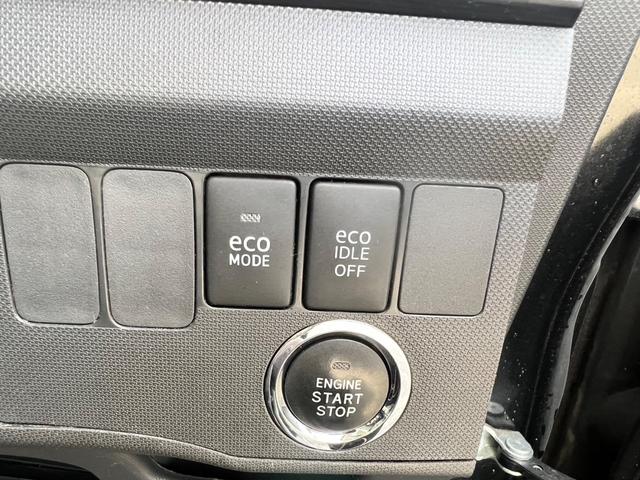 eco
MODE
eco
IDLE
OFF
ENGINE
START
STOP